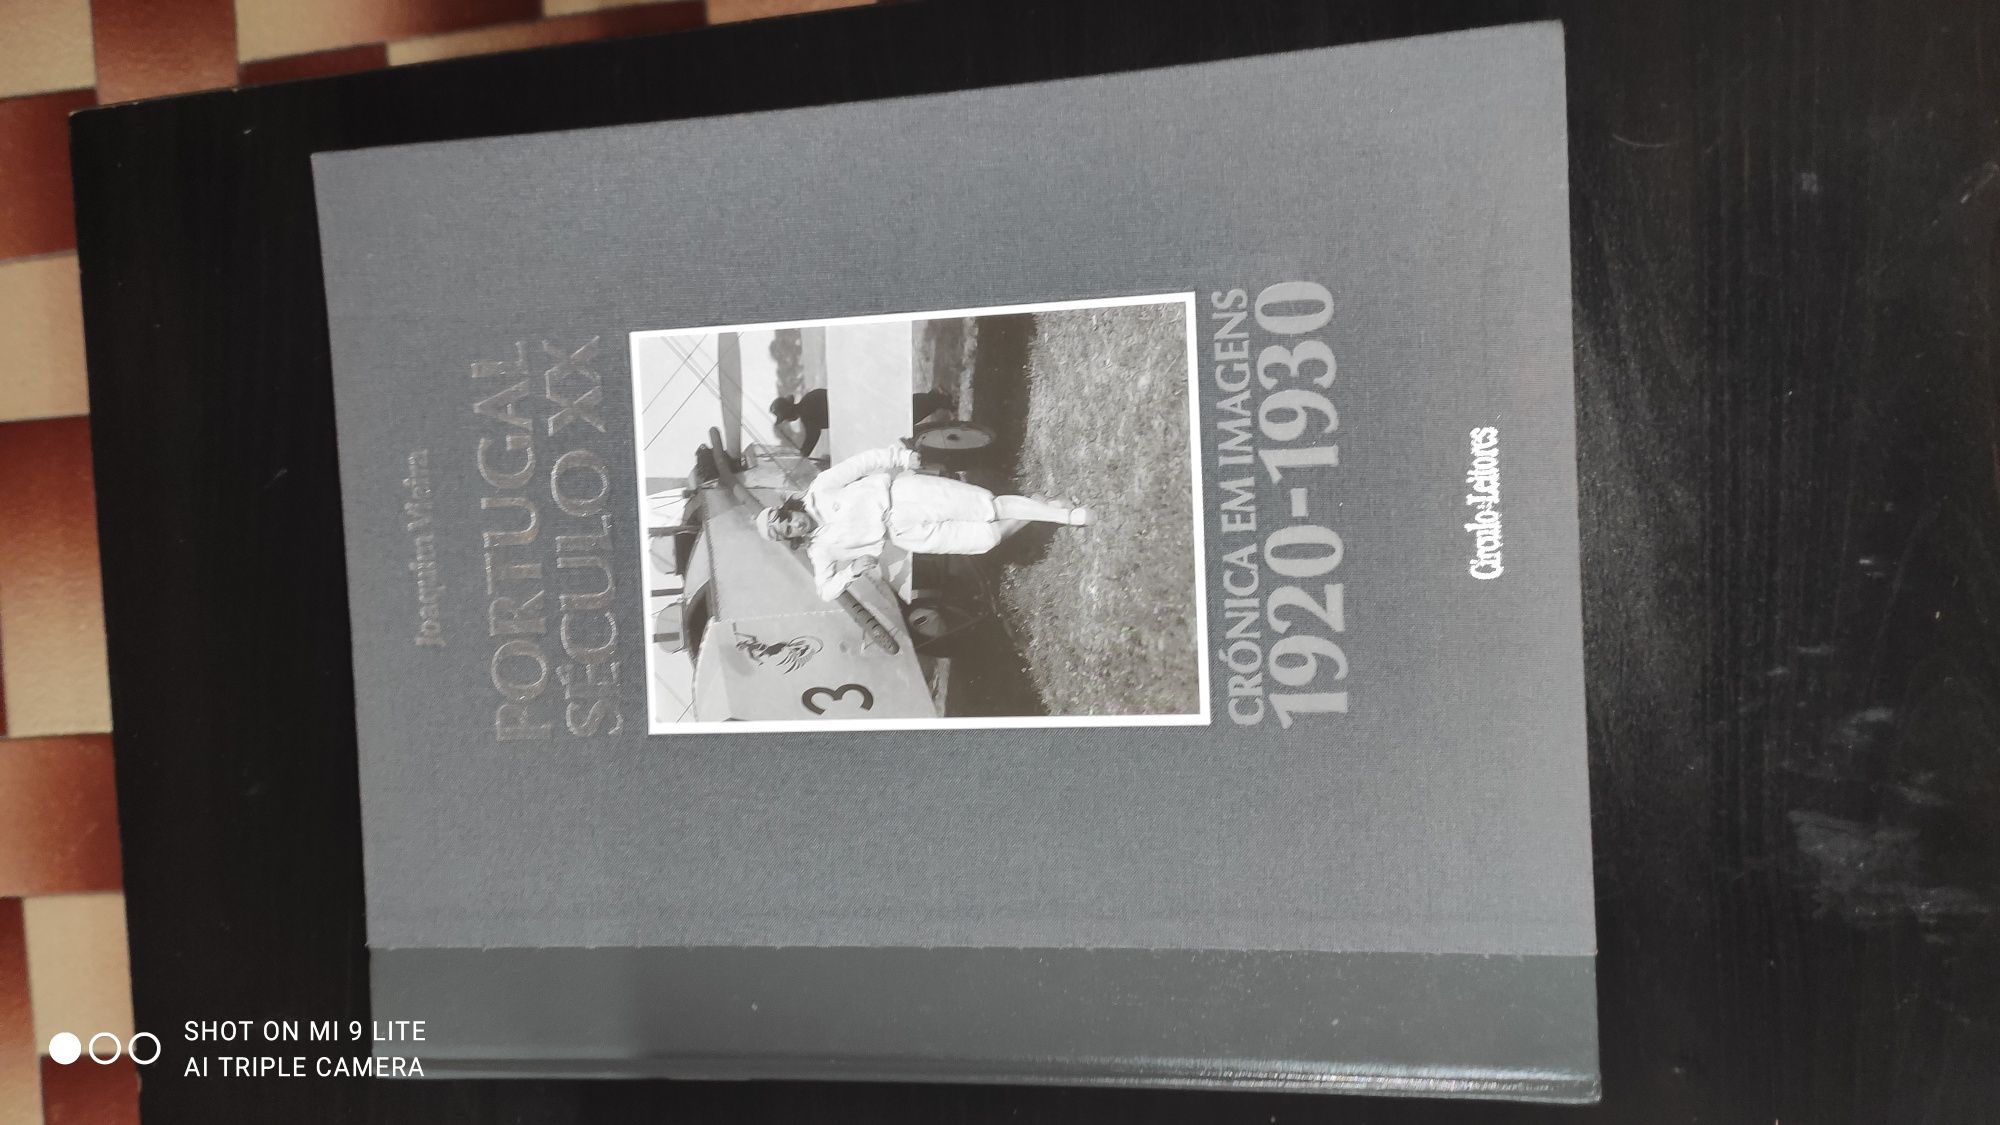 Joaquim Vieira
PORTUGAL
SÉCULO XX
3
CRÓNICA EM IMAGENS
1920-1930
Círculo de Leitores
SHOT ON MI 9 LITE
AI TRIPLE CAMERA